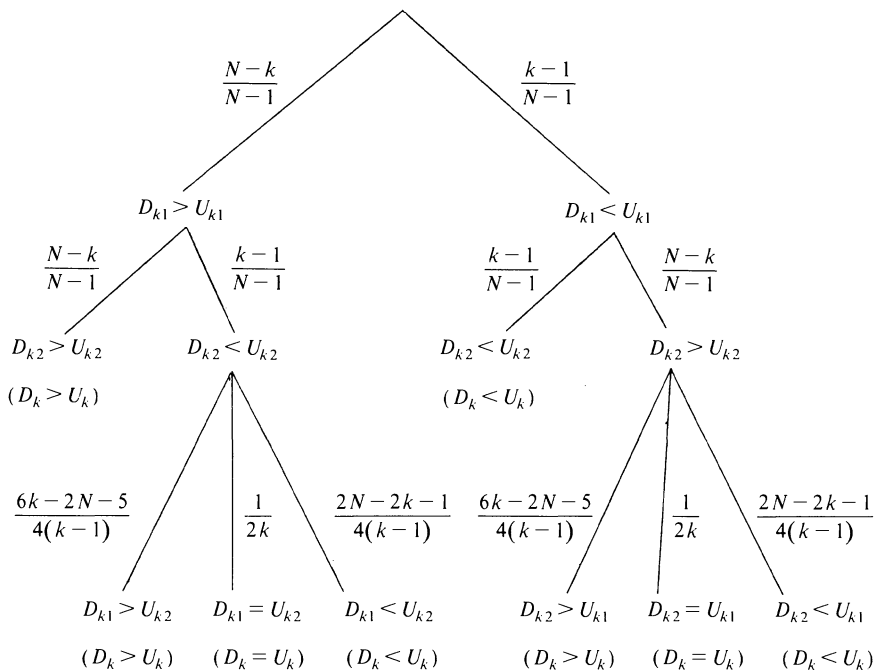 N − k / N − 1    k − 1 / N − 1
D_{k1} > U_{k1}    D_{k1} < U_{k1}
N − k / N − 1    k − 1 / N − 1    k − 1 / N − 1    N − k / N − 1
D_{k2} > U_{k2}    D_{k2} < U_{k2}    D_{k2} < U_{k2}    D_{k2} > U_{k2}
(D_k > U_k)    (D_k < U_k)
6k − 2N − 5 / 4(k − 1)    1 / 2k    2N − 2k − 1 / 4(k − 1)    6k − 2N − 5 / 4(k − 1)    1 / 2k    2N − 2k − 1 / 4(k − 1)
D_{k1} > U_{k2}    D_{k1} = U_{k2}    D_{k1} < U_{k2}    D_{k2} > U_{k1}    D_{k2} = U_{k1}    D_{k2} < U_{k1}
(D_k > U_k)    (D_k = U_k)    (D_k < U_k)    (D_k > U_k)    (D_k = U_k)    (D_k < U_k)